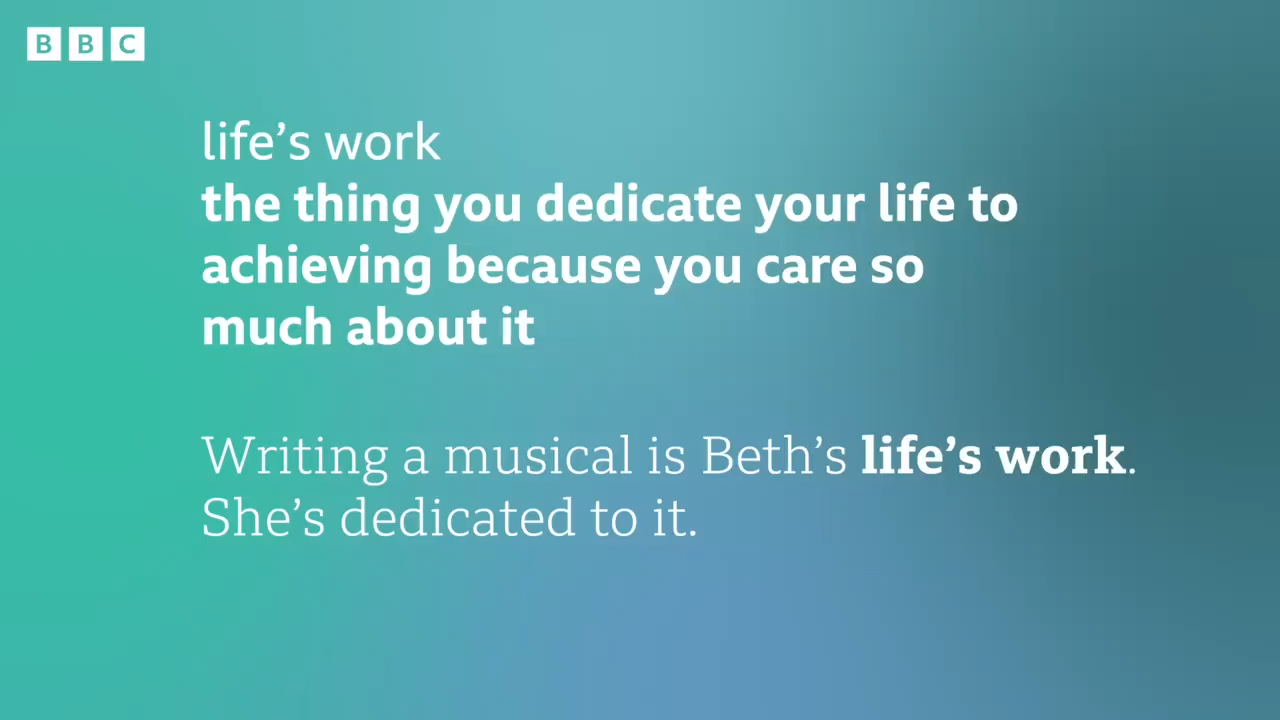 BBC
life’s work
the thing you dedicate your life to
achieving because you care so
much about it
Writing a musical is Beth’s life’s work.
She’s dedicated to it.